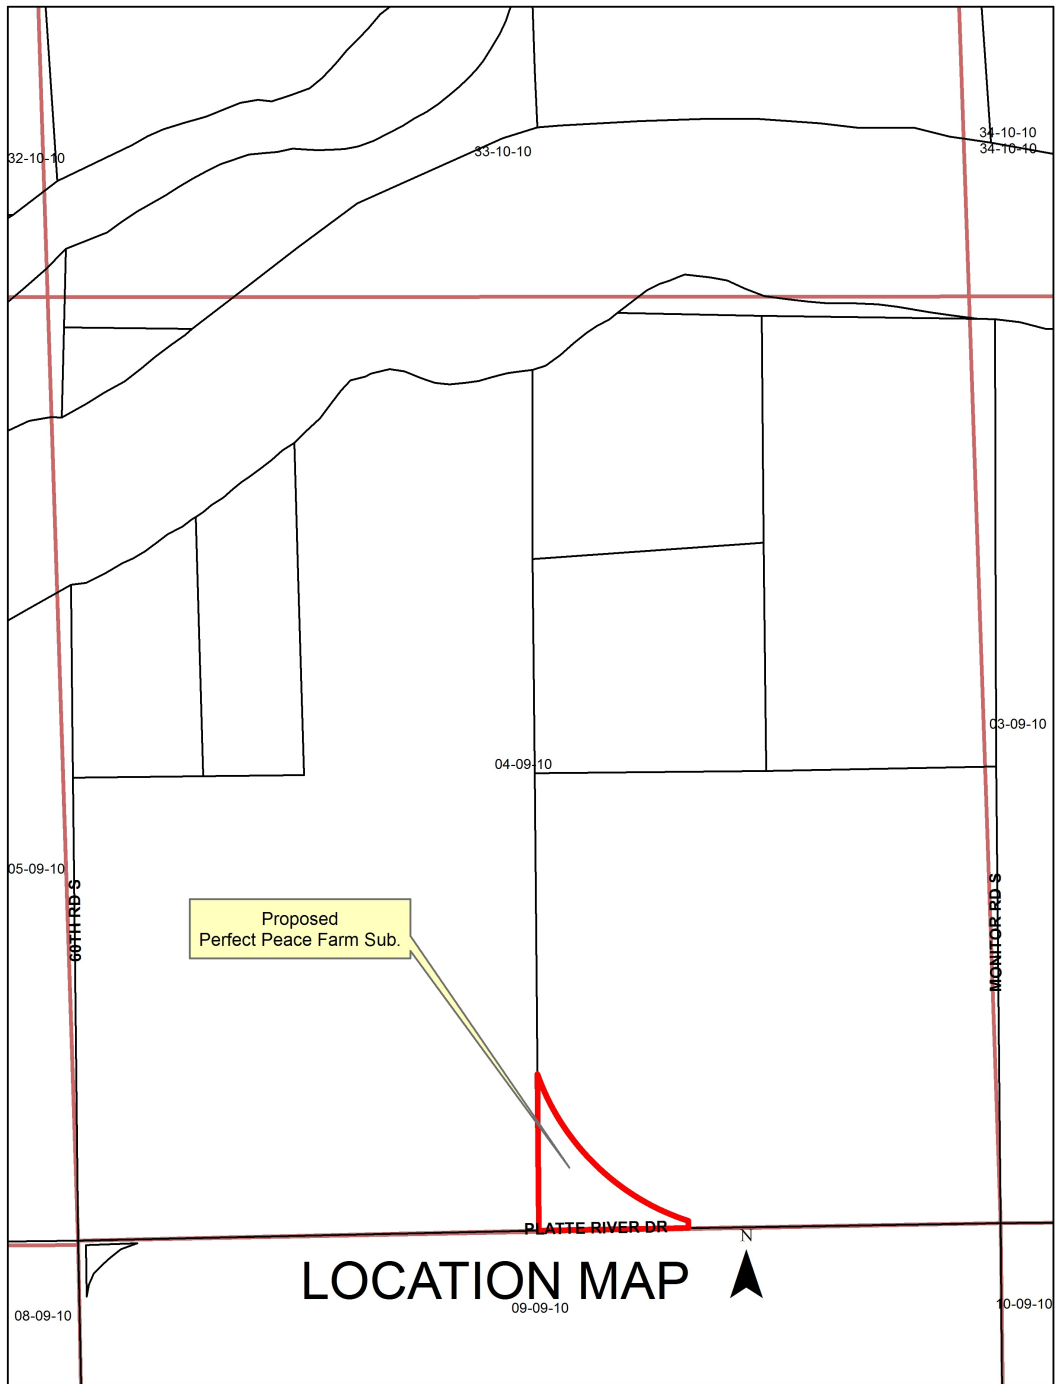 34-10-10
34-10-10
33-10-10
32-10-10
03-09-10
04-09-10
05-09-10
60TH RD S
MONITOR RD S
Proposed
Perfect Peace Farm Sub.
PLATTE RIVER DR
N
LOCATION MAP
09-09-10
10-09-10
08-09-10